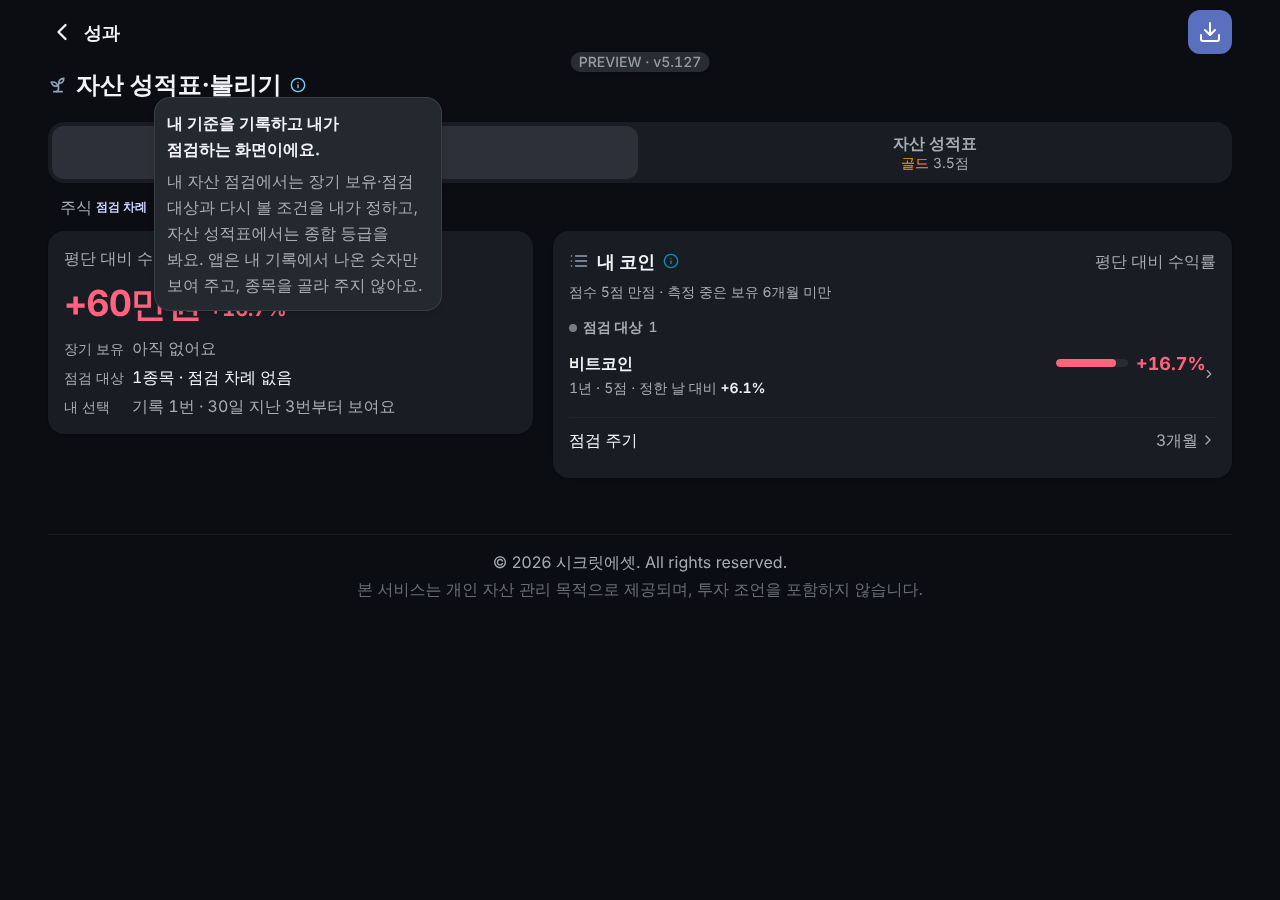 성과
PREVIEW · v5.127
자산 성적표·불리기
내 기준을 기록하고 내가
점검하는 화면이에요.
내 자산 점검에서는 장기 보유·점검
대상과 다시 볼 조건을 내가 정하고,
자산 성적표에서는 종합 등급을
봐요. 앱은 내 기록에서 나온 숫자만
보여 주고, 종목을 골라 주지 않아요.
자산 성적표
골드 3.5점
주식 점검 차례
평단 대비 수
+60만원 +16.7%
장기 보유 아직 없어요
점검 대상 1종목 · 점검 차례 없음
내 선택 기록 1번 · 30일 지난 3번부터 보여요
내 코인
평단 대비 수익률
점수 5점 만점 · 측정 중은 보유 6개월 미만
점검 대상 1
비트코인
+16.7%
1년 · 5점 · 정한 날 대비 +6.1%
점검 주기
3개월
© 2026 시크릿에셋. All rights reserved.
본 서비스는 개인 자산 관리 목적으로 제공되며, 투자 조언을 포함하지 않습니다.